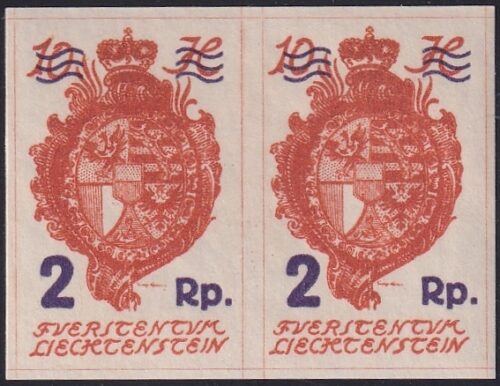 10 H 10 H
2 Rp. 2 Rp.
FVERSTENTVM FVERSTENTVM
LIECHTENSTEIN LIECHTENSTEIN